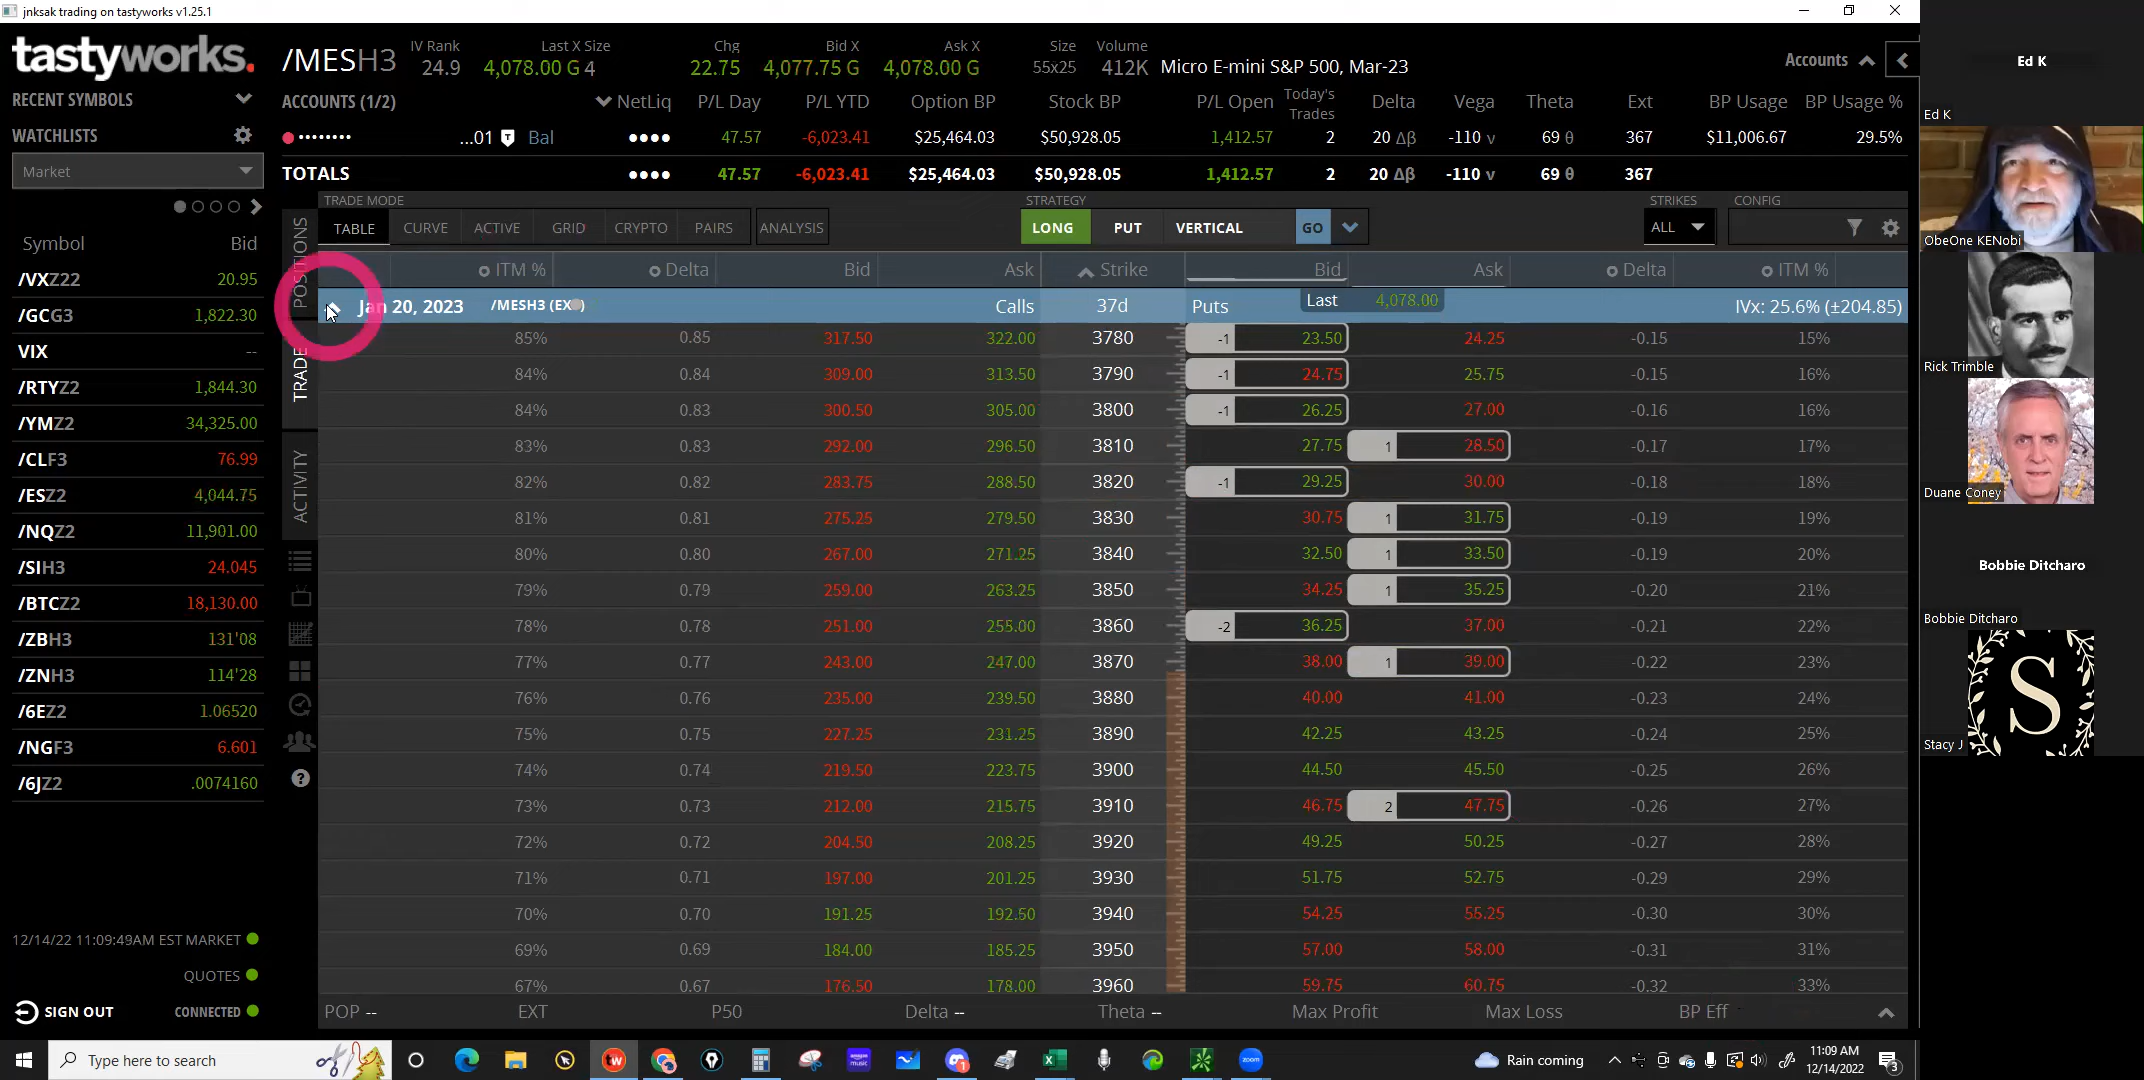 jnksak trading on tastyworks v1.25.1
tastyworks.
/MESH3
IV Rank
24.9
Last X Size
4,078.00 G 4
Chg
22.75
Bid X
4,077.75 G
Ask X
4,078.00 G
Size
55x25
Volume
412K
Micro E-mini S&P 500, Mar-23
Accounts
RECENT SYMBOLS
WATCHLISTS
Market
Symbol Bid
/VXZ22 20.95
/GCG3 1,822.30
VIX --
/RTYZ2 1,844.30
/YMZ2 34,325.00
/CLF3 76.99
/ESZ2 4,044.75
/NQZ2 11,901.00
/SIH3 24.045
/BTCZ2 18,130.00
/ZBH3 131'08
/ZNH3 114'28
/6EZ2 1.06520
/NGF3 6.601
/6JZ2 .0074160
12/14/22 11:09:49AM EST MARKET
QUOTES
SIGN OUT CONNECTED
ACCOUNTS (1/2) NetLiq P/L Day P/L YTD Option BP Stock BP P/L Open Today's Trades Delta Vega Theta Ext BP Usage BP Usage %
...01 Bal 47.57 -6,023.41 $25,464.03 $50,928.05 1,412.57 2 20 Δβ -110 ν 69 θ 367 $11,006.67 29.5%
TOTALS 47.57 -6,023.41 $25,464.03 $50,928.05 1,412.57 2 20 Δβ -110 ν 69 θ 367
TRADE MODE STRATEGY STRIKES CONFIG
TABLE CURVE ACTIVE GRID CRYPTO PAIRS ANALYSIS LONG PUT VERTICAL GO ALL
POSITIONS
TRADE
ACTIVITY
ITM % Delta Bid Ask Strike Bid Ask Delta ITM %
Jan 20, 2023 /MESH3 (EX Calls 37d Puts Last 4,078.00 IVx: 25.6% (±204.85)
85% 0.85 317.50 322.00 3780 -1 23.50 24.25 -0.15 15%
84% 0.84 309.00 313.50 3790 -1 24.75 25.75 -0.15 16%
84% 0.83 300.50 305.00 3800 -1 26.25 27.00 -0.16 16%
83% 0.83 292.00 296.50 3810 27.75 1 28.50 -0.17 17%
82% 0.82 283.75 288.50 3820 -1 29.25 30.00 -0.18 18%
81% 0.81 275.25 279.50 3830 30.75 1 31.75 -0.19 19%
80% 0.80 267.00 271.25 3840 32.50 1 33.50 -0.19 20%
79% 0.79 259.00 263.25 3850 34.25 1 35.25 -0.20 21%
78% 0.78 251.00 255.00 3860 -2 36.25 37.00 -0.21 22%
77% 0.77 243.00 247.00 3870 38.00 1 39.00 -0.22 23%
76% 0.76 235.00 239.50 3880 40.00 41.00 -0.23 24%
75% 0.75 227.25 231.25 3890 42.25 43.25 -0.24 25%
74% 0.74 219.50 223.75 3900 44.50 45.50 -0.25 26%
73% 0.73 212.00 215.75 3910 46.75 2 47.75 -0.26 27%
72% 0.72 204.50 208.25 3920 49.25 50.25 -0.27 28%
71% 0.71 197.00 201.25 3930 51.75 52.75 -0.29 29%
70% 0.70 191.25 192.50 3940 54.25 55.25 -0.30 30%
69% 0.69 184.00 185.25 3950 57.00 58.00 -0.31 31%
67% 0.67 176.50 178.00 3960 59.75 60.75 -0.32 33%
POP -- EXT P50 Delta -- Theta -- Max Profit Max Loss BP Eff
Ed K
Ed K
ObeOne KENobi
Rick Trimble
Duane Coney
Bobbie Ditcharo
Bobbie Ditcharo
S
Stacy J
Type here to search
amazon music
zoom
Rain coming
11:09 AM
12/14/2022
3